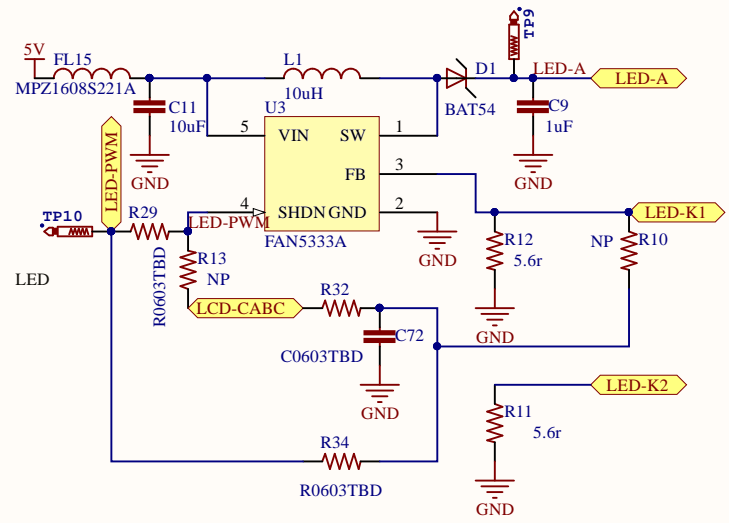 TP9
5V
FL15
L1
D1
LED-A
LED-A
MPZ1608S221A
10uH
BAT54
C11
10uF
U3
C9
1uF
5
VIN
SW
1
GND
GND
LED-PWM
FB
3
TP10
R29
4
SHDN
GND
2
LED-K1
LED-PWM
FAN5333A
GND
R12
5.6r
NP
R10
R13
NP
R0603TBD
LED
LCD-CABC
R32
GND
C72
C0603TBD
GND
LED-K2
R11
5.6r
R34
R0603TBD
GND